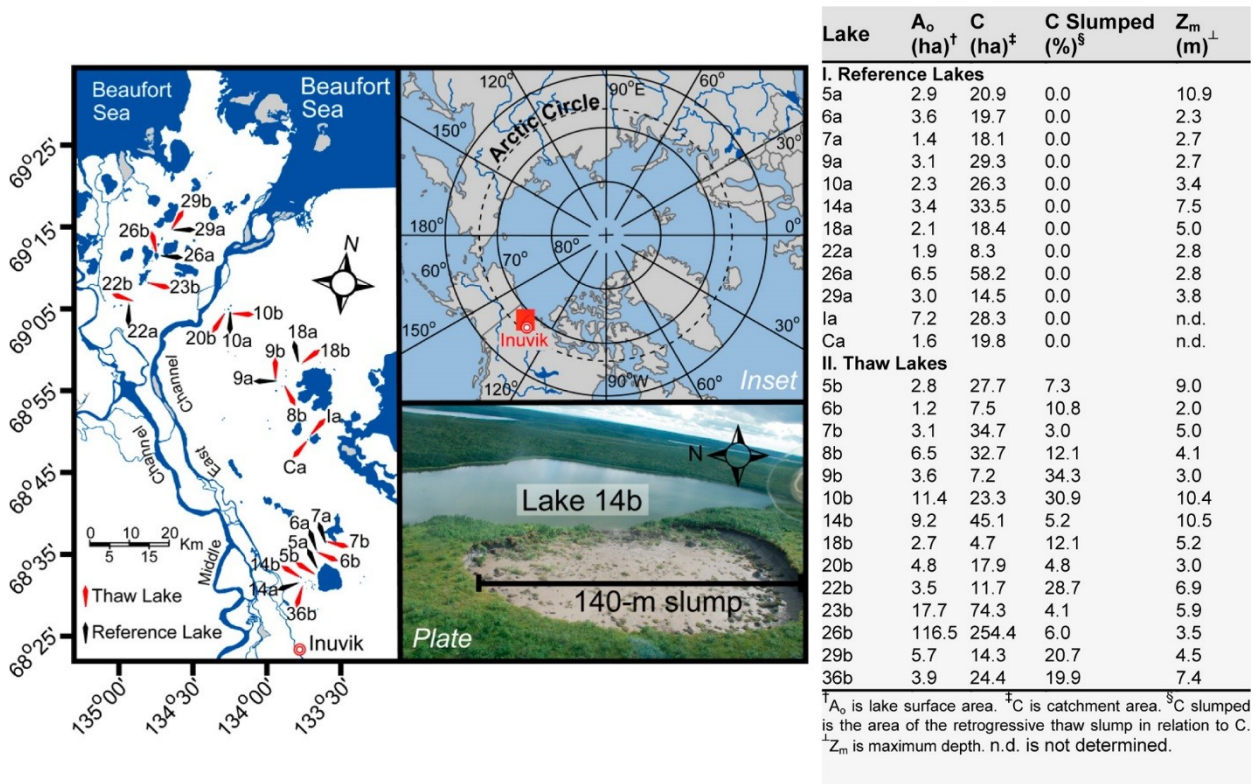 Beaufort
Sea
Beaufort
Sea
69°25'
69°15'
69°05'
68°55'
68°45'
68°35'
68°25'
29b
26b
29a
26a
22b
23b
22a
20b
10a
10b
18a
9b
18b
9a
8b
Ia
Ca
N
Channel
Channel
East
Middle
0 10 20
Km
7a
6a
5a
7b
5b
6b
14b
14a
36b
Thaw Lake
Reference Lake
Inuvik
135°00'
134°30'
134°00'
133°30'
120°
90°E
60°
150°
Arctic Circle
30°
180°
80°
0°
60°
70°
150°
Inuvik
30°
120°
90°W
60°
Inset
N
Lake 14b
140-m slump
Plate
Lake Aₒ (ha)† C (ha)‡ C Slumped (%)§ Zₘ (m)⊥
I. Reference Lakes
5a 2.9 20.9 0.0 10.9
6a 3.6 19.7 0.0 2.3
7a 1.4 18.1 0.0 2.7
9a 3.1 29.3 0.0 2.7
10a 2.3 26.3 0.0 3.4
14a 3.4 33.5 0.0 7.5
18a 2.1 18.4 0.0 5.0
22a 1.9 8.3 0.0 2.8
26a 6.5 58.2 0.0 2.8
29a 3.0 14.5 0.0 3.8
Ia 7.2 28.3 0.0 n.d.
Ca 1.6 19.8 0.0 n.d.
II. Thaw Lakes
5b 2.8 27.7 7.3 9.0
6b 1.2 7.5 10.8 2.0
7b 3.1 34.7 3.0 5.0
8b 6.5 32.7 12.1 4.1
9b 3.6 7.2 34.3 3.0
10b 11.4 23.3 30.9 10.4
14b 9.2 45.1 5.2 10.5
18b 2.7 4.7 12.1 5.2
20b 4.8 17.9 4.8 3.0
22b 3.5 11.7 28.7 6.9
23b 17.7 74.3 4.1 5.9
26b 116.5 254.4 6.0 3.5
29b 5.7 14.3 20.7 4.5
36b 3.9 24.4 19.9 7.4
†Aₒ is lake surface area. ‡C is catchment area. §C slumped
is the area of the retrogressive thaw slump in relation to C.
⊥Zₘ is maximum depth. n.d. is not determined.